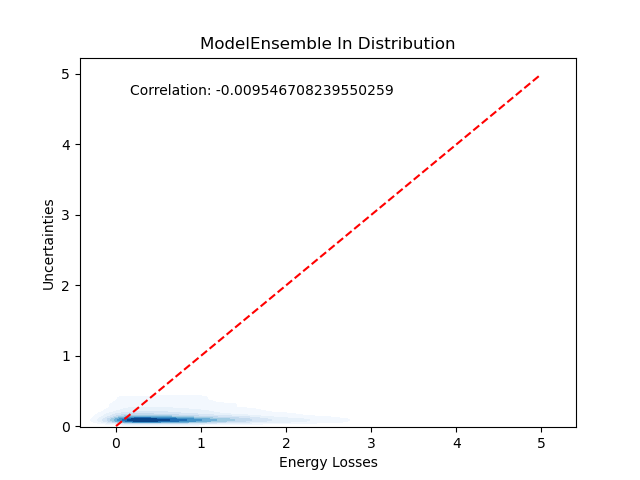 ModelEnsemble In Distribution
Correlation: -0.009546708239550259
5
4
3
2
1
0
Uncertainties
0 1 2 3 4 5
Energy Losses